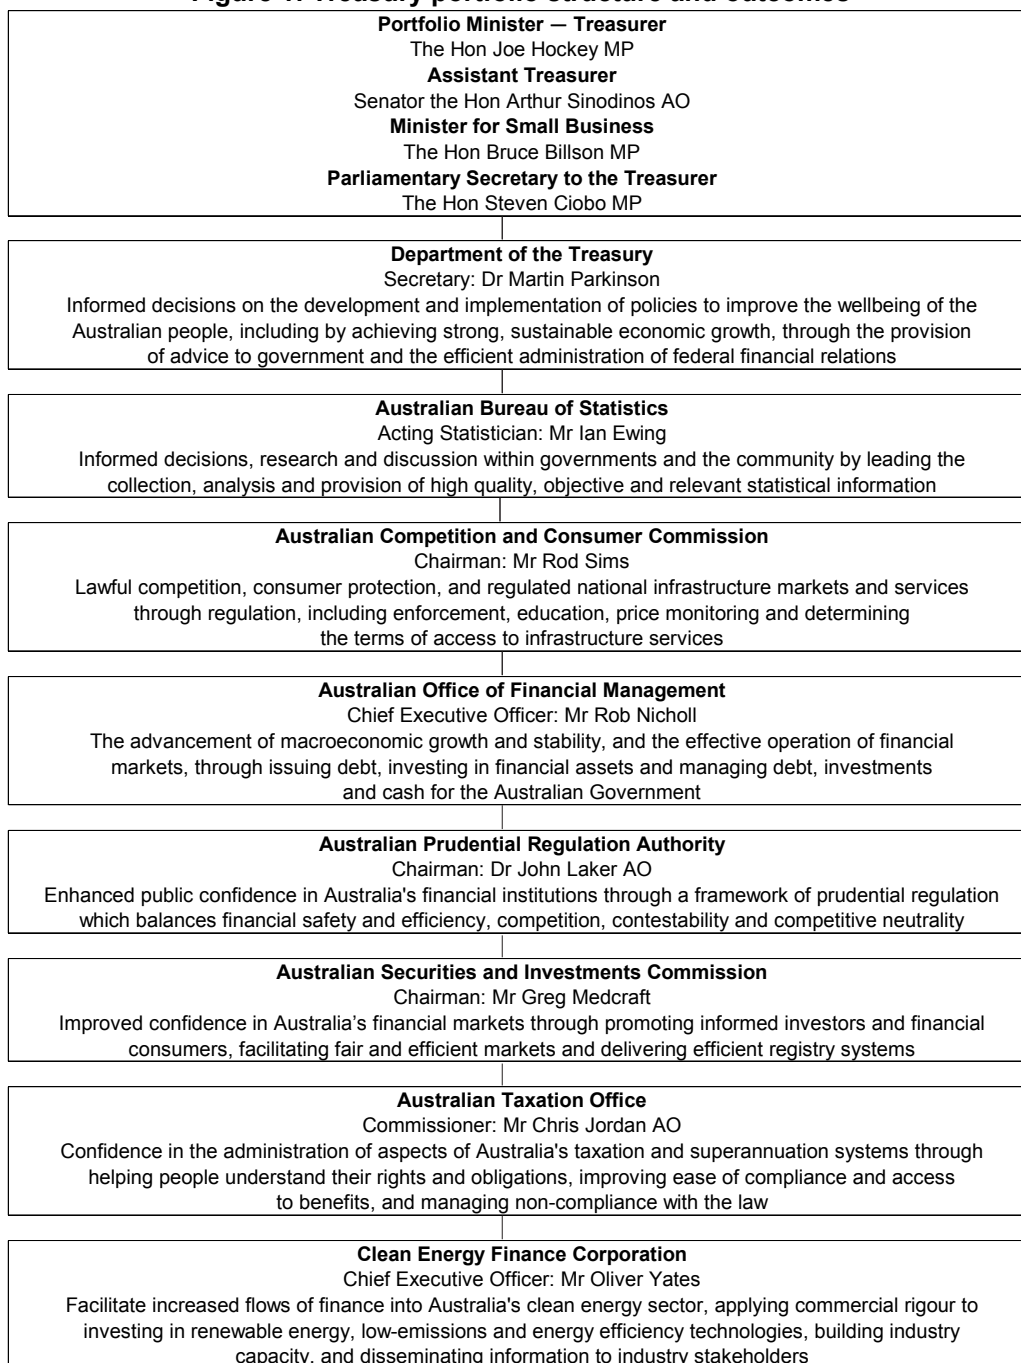 Figure 1: Treasury portfolio structure and outcomes
Portfolio Minister — Treasurer
The Hon Joe Hockey MP
Assistant Treasurer
Senator the Hon Arthur Sinodinos AO
Minister for Small Business
The Hon Bruce Billson MP
Parliamentary Secretary to the Treasurer
The Hon Steven Ciobo MP
Department of the Treasury
Secretary: Dr Martin Parkinson
Informed decisions on the development and implementation of policies to improve the wellbeing of the
Australian people, including by achieving strong, sustainable economic growth, through the provision
of advice to government and the efficient administration of federal financial relations
Australian Bureau of Statistics
Acting Statistician: Mr Ian Ewing
Informed decisions, research and discussion within governments and the community by leading the
collection, analysis and provision of high quality, objective and relevant statistical information
Australian Competition and Consumer Commission
Chairman: Mr Rod Sims
Lawful competition, consumer protection, and regulated national infrastructure markets and services
through regulation, including enforcement, education, price monitoring and determining
the terms of access to infrastructure services
Australian Office of Financial Management
Chief Executive Officer: Mr Rob Nicholl
The advancement of macroeconomic growth and stability, and the effective operation of financial
markets, through issuing debt, investing in financial assets and managing debt, investments
and cash for the Australian Government
Australian Prudential Regulation Authority
Chairman: Dr John Laker AO
Enhanced public confidence in Australia's financial institutions through a framework of prudential regulation
which balances financial safety and efficiency, competition, contestability and competitive neutrality
Australian Securities and Investments Commission
Chairman: Mr Greg Medcraft
Improved confidence in Australia’s financial markets through promoting informed investors and financial
consumers, facilitating fair and efficient markets and delivering efficient registry systems
Australian Taxation Office
Commissioner: Mr Chris Jordan AO
Confidence in the administration of aspects of Australia's taxation and superannuation systems through
helping people understand their rights and obligations, improving ease of compliance and access
to benefits, and managing non-compliance with the law
Clean Energy Finance Corporation
Chief Executive Officer: Mr Oliver Yates
Facilitate increased flows of finance into Australia's clean energy sector, applying commercial rigour to
investing in renewable energy, low-emissions and energy efficiency technologies, building industry
capacity, and disseminating information to industry stakeholders